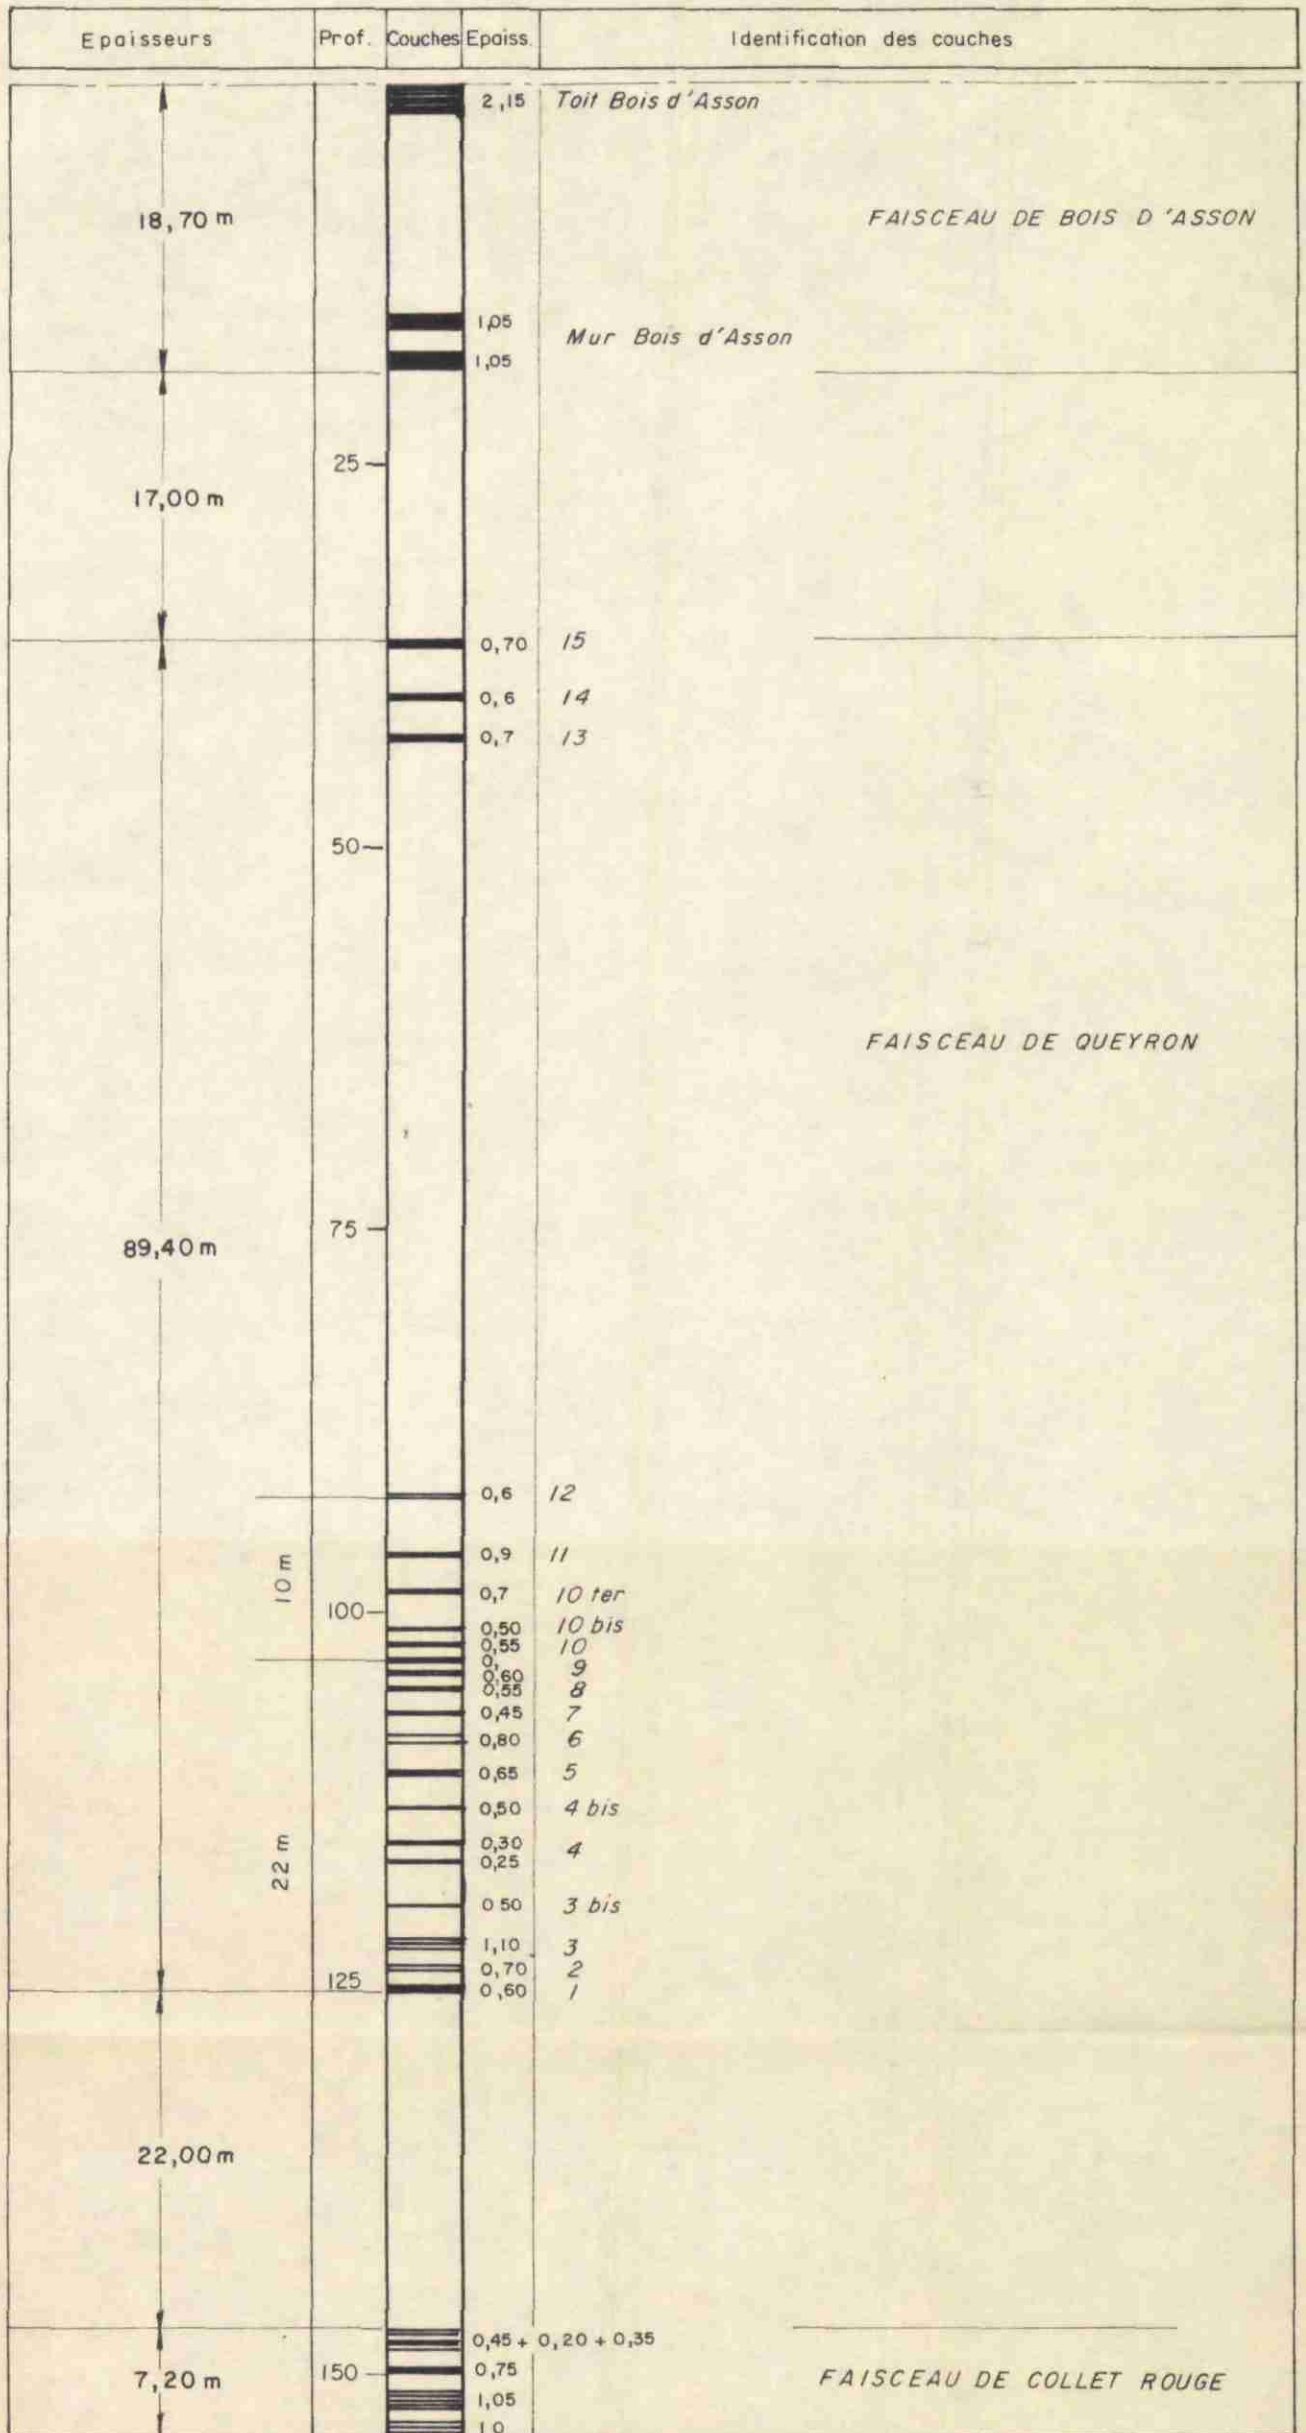 Epaisseurs Prof. Couches Epaiss. Identification des couches
2,15 Toit Bois d'Asson
18,70 m FAISCEAU DE BOIS D'ASSON
1,05
Mur Bois d'Asson
1,05
25
17,00 m
0,70 15
0,6 14
0,7 13
50
FAISCEAU DE QUEYRON
75
89,40 m
0,6 12
0,9 11
10 m
0,7 10 ter
100
0,50 10 bis
0,55 10
0,
0,60 9
0,55 8
0,45 7
0,80 6
0,65 5
0,50 4 bis
22 m
0,30
0,25 4
0 50 3 bis
1,10 3
0,70 2
125
0,60 1
22,00 m
0,45 + 0,20 + 0,35
150 0,75
7,20 m FAISCEAU DE COLLET ROUGE
1,05